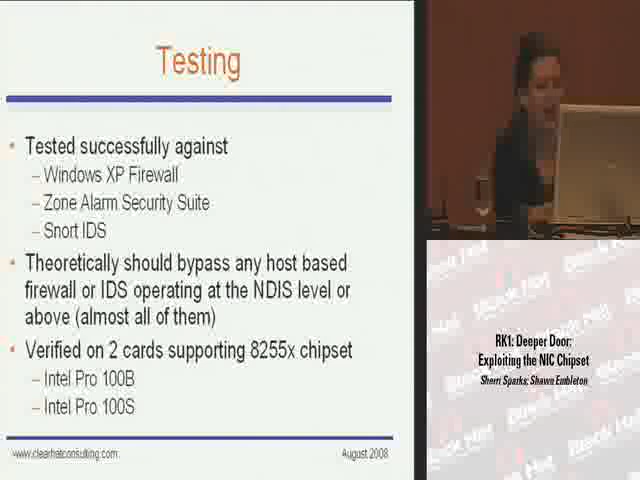 Testing
• Tested successfully against
– Windows XP Firewall
– Zone Alarm Security Suite
– Snort IDS
• Theoretically should bypass any host based
firewall or IDS operating at the NDIS level or
above (almost all of them)
• Verified on 2 cards supporting 8255x chipset
– Intel Pro 100B
– Intel Pro 100S
www.clearhatconsulting.com
August 2008
RK1: Deeper Door:
Exploiting the NIC Chipset
Sherri Sparks; Shawn Embleton